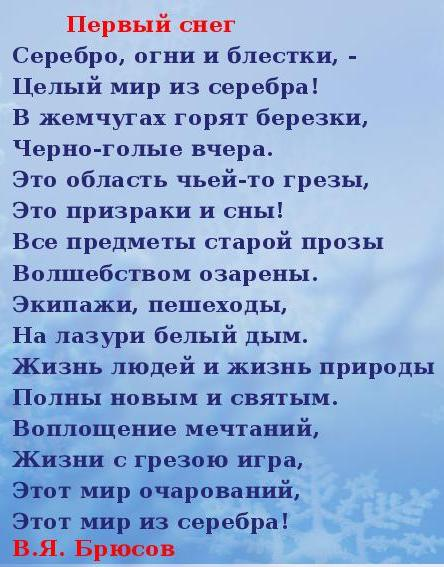 Первый снег
Серебро, огни и блестки, -
Целый мир из серебра!
В жемчугах горят березки,
Черно-голые вчера.
Это область чьей-то грезы,
Это призраки и сны!
Все предметы старой прозы
Волшебством озарены.
Экипажи, пешеходы,
На лазури белый дым.
Жизнь людей и жизнь природы
Полны новым и святым.
Воплощение мечтаний,
Жизни с грезою игра,
Этот мир очарований,
Этот мир из серебра!
В.Я. Брюсов